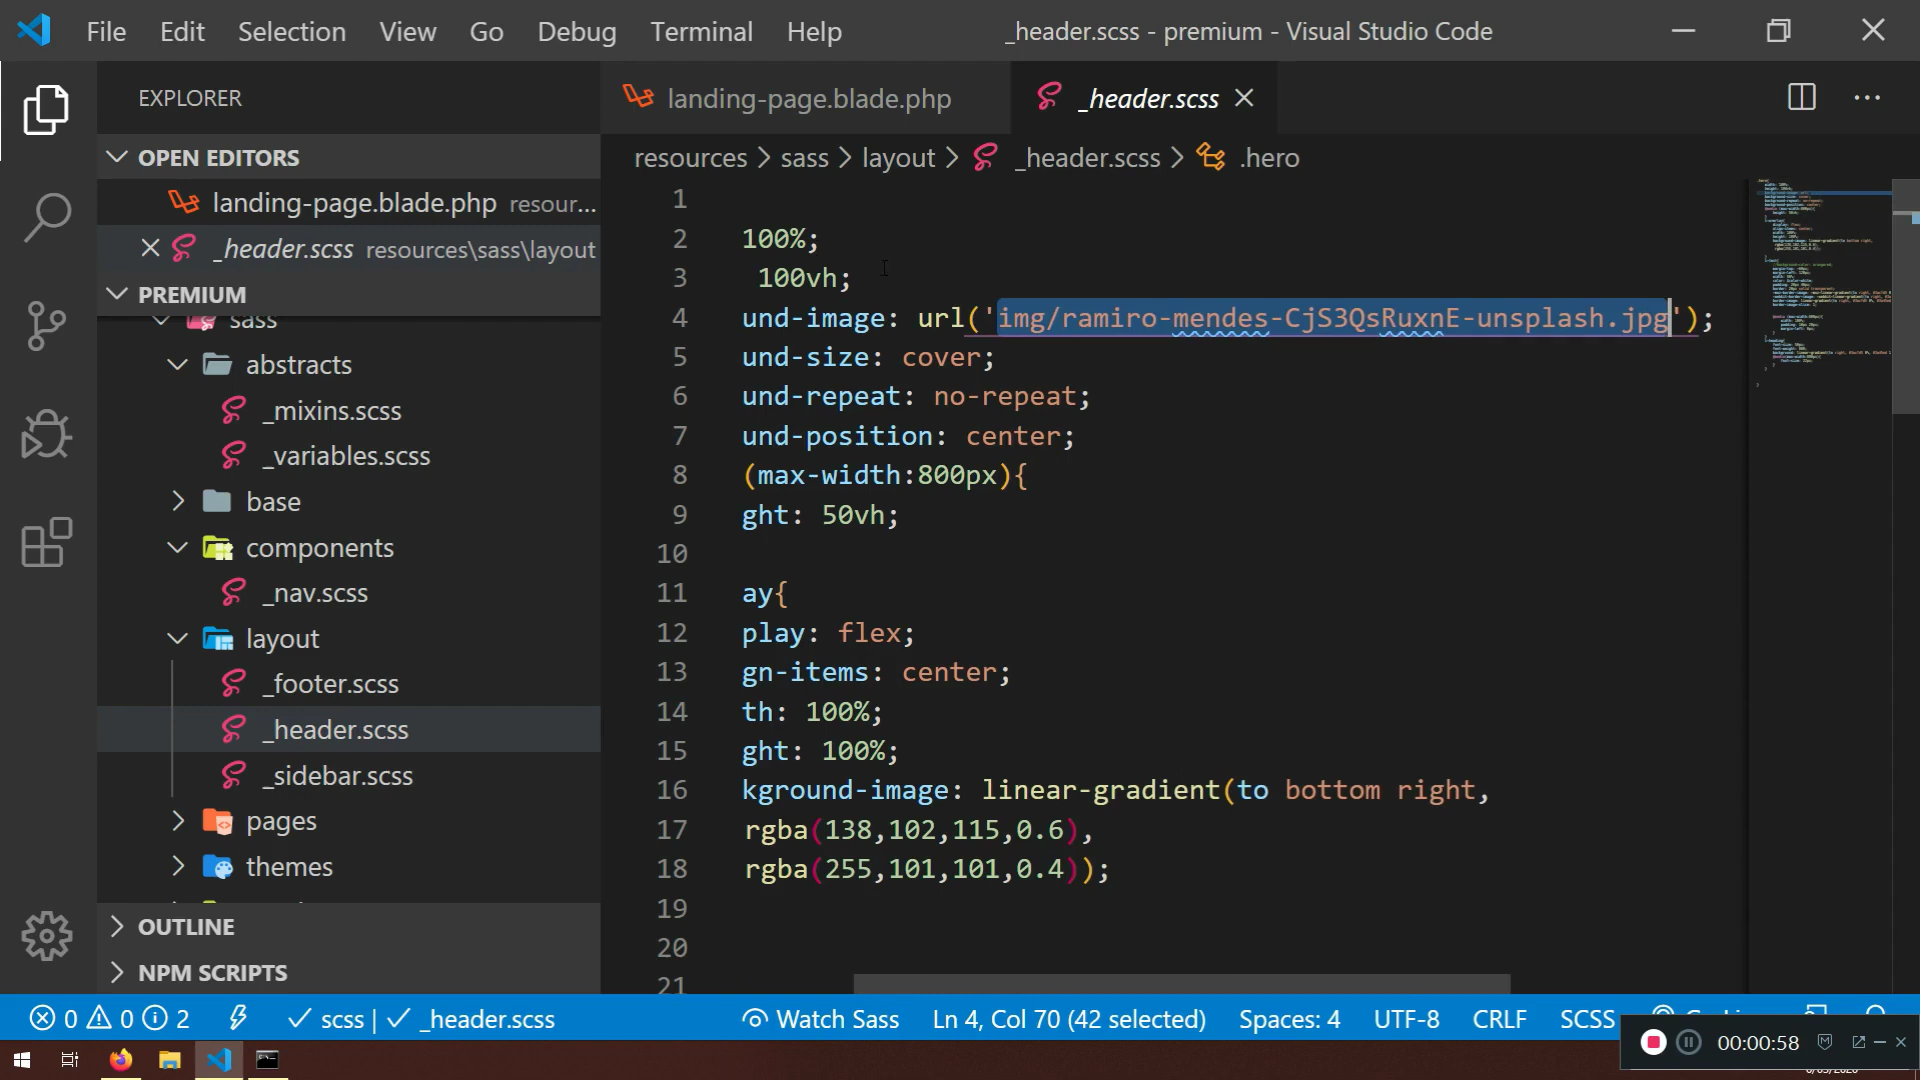 File Edit Selection View Go Debug Terminal Help
_header.scss - premium - Visual Studio Code
EXPLORER
landing-page.blade.php
_header.scss
OPEN EDITORS
landing-page.blade.php resour...
_header.scss resources\sass\layout
PREMIUM
sass
abstracts
_mixins.scss
_variables.scss
base
components
_nav.scss
layout
_footer.scss
_header.scss
_sidebar.scss
pages
themes
OUTLINE
NPM SCRIPTS
resources > sass > layout > _header.scss > .hero
1
2 100%;
3 100vh;
4 und-image: url('img/ramiro-mendes-CjS3QsRuxnE-unsplash.jpg');
5 und-size: cover;
6 und-repeat: no-repeat;
7 und-position: center;
8 (max-width:800px){
9 ght: 50vh;
10
11 ay{
12 play: flex;
13 gn-items: center;
14 th: 100%;
15 ght: 100%;
16 kground-image: linear-gradient(to bottom right,
17 rgba(138,102,115,0.6),
18 rgba(255,101,101,0.4));
19
20
21
0 0 2 scss | _header.scss
Watch Sass Ln 4, Col 70 (42 selected) Spaces: 4 UTF-8 CRLF SCSS
00:00:58